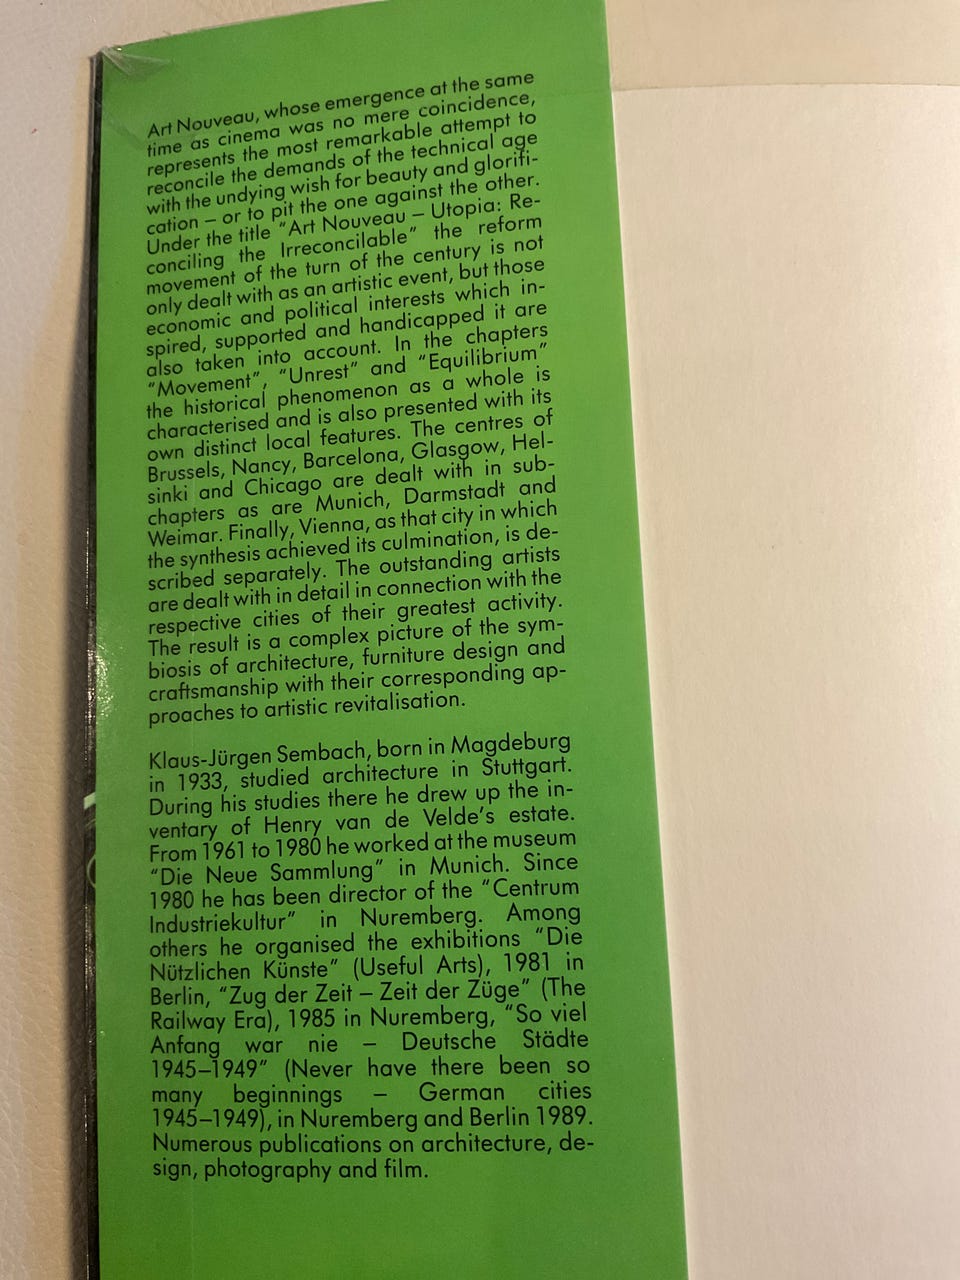 Art Nouveau, whose emergence at the same
time as cinema was no mere coincidence,
represents the most remarkable attempt to
reconcile the demands of the technical age
with the undying wish for beauty and glorifi-
cation – or to pit the one against the other.
Under the title "Art Nouveau – Utopia: Re-
conciling the Irreconcilable" the reform
movement of the turn of the century is not
only dealt with as an artistic event, but those
economic and political interests which in-
spired, supported and handicapped it are
also taken into account. In the chapters
"Movement", "Unrest" and "Equilibrium"
the historical phenomenon as a whole is
characterised and is also presented with its
own distinct local features. The centres of
Brussels, Nancy, Barcelona, Glasgow, Hel-
sinki and Chicago are dealt with in sub-
chapters as are Munich, Darmstadt and
Weimar. Finally, Vienna, as that city in which
the synthesis achieved its culmination, is de-
scribed separately. The outstanding artists
are dealt with in detail in connection with the
respective cities of their greatest activity.
The result is a complex picture of the sym-
biosis of architecture, furniture design and
craftsmanship with their corresponding ap-
proaches to artistic revitalisation.
Klaus-Jürgen Sembach, born in Magdeburg
in 1933, studied architecture in Stuttgart.
During his studies there he drew up the in-
ventary of Henry van de Velde's estate.
From 1961 to 1980 he worked at the museum
"Die Neue Sammlung" in Munich. Since
1980 he has been director of the "Centrum
Industriekultur" in Nuremberg. Among
others he organised the exhibitions "Die
Nützlichen Künste" (Useful Arts), 1981 in
Berlin, "Zug der Zeit – Zeit der Züge" (The
Railway Era), 1985 in Nuremberg, "So viel
Anfang war nie – Deutsche Städte
1945–1949" (Never have there been so
many beginnings – German cities
1945–1949), in Nuremberg and Berlin 1989.
Numerous publications on architecture, de-
sign, photography and film.